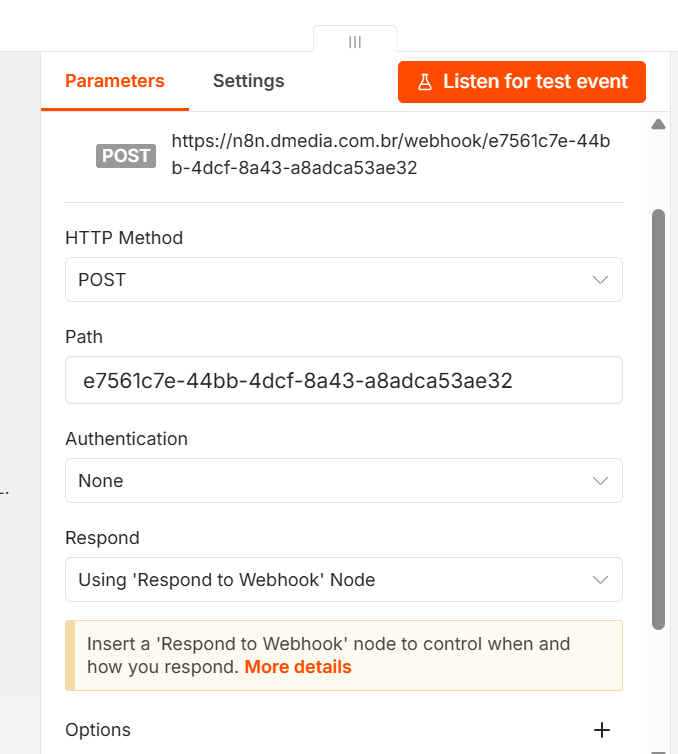 Parameters
Settings
Listen for test event
POST
https://n8n.dmedia.com.br/webhook/e7561c7e-44b
b-4dcf-8a43-a8adca53ae32
HTTP Method
POST
Path
e7561c7e-44bb-4dcf-8a43-a8adca53ae32
Authentication
None
Respond
Using 'Respond to Webhook' Node
Insert a 'Respond to Webhook' node to control when and
how you respond. More details
Options